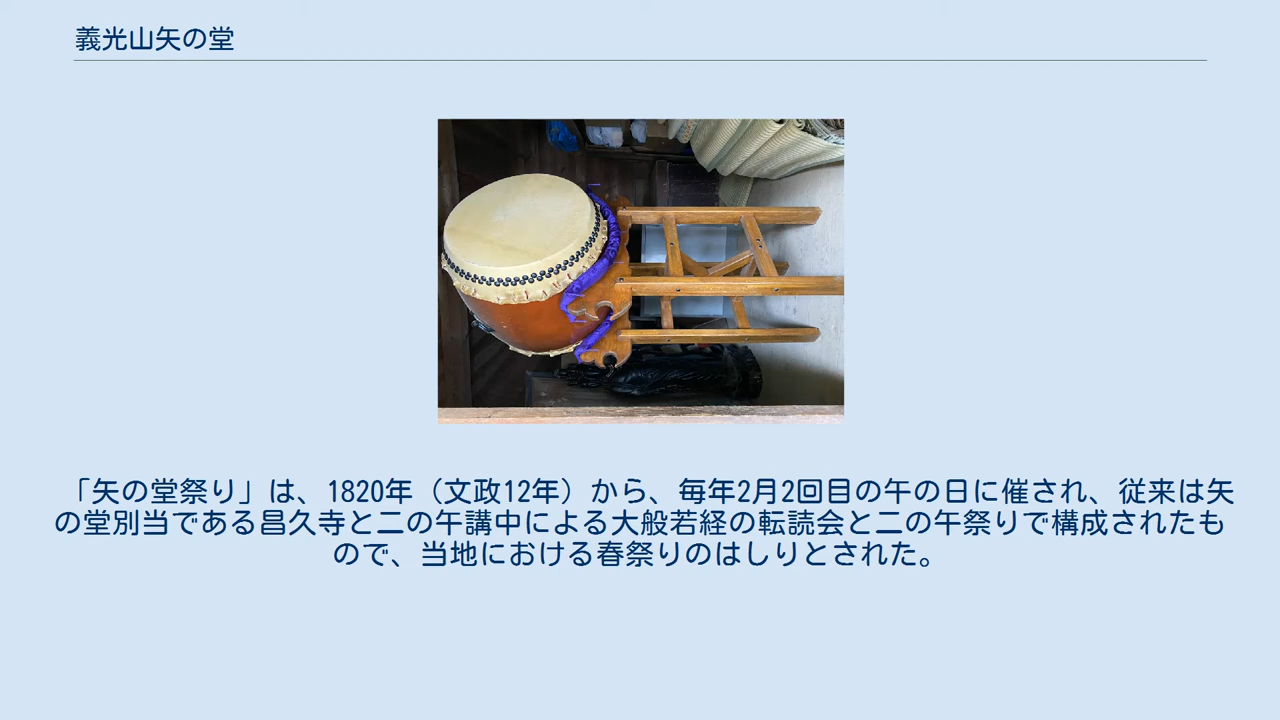 義光山矢の堂
「矢の堂祭り」は、1820年（文政12年）から、毎年2月2回目の午の日に催され、従来は矢
の堂別当である昌久寺と二の午講中による大般若経の転読会と二の午祭りで構成されたも
ので、当地における春祭りのはしりとされた。